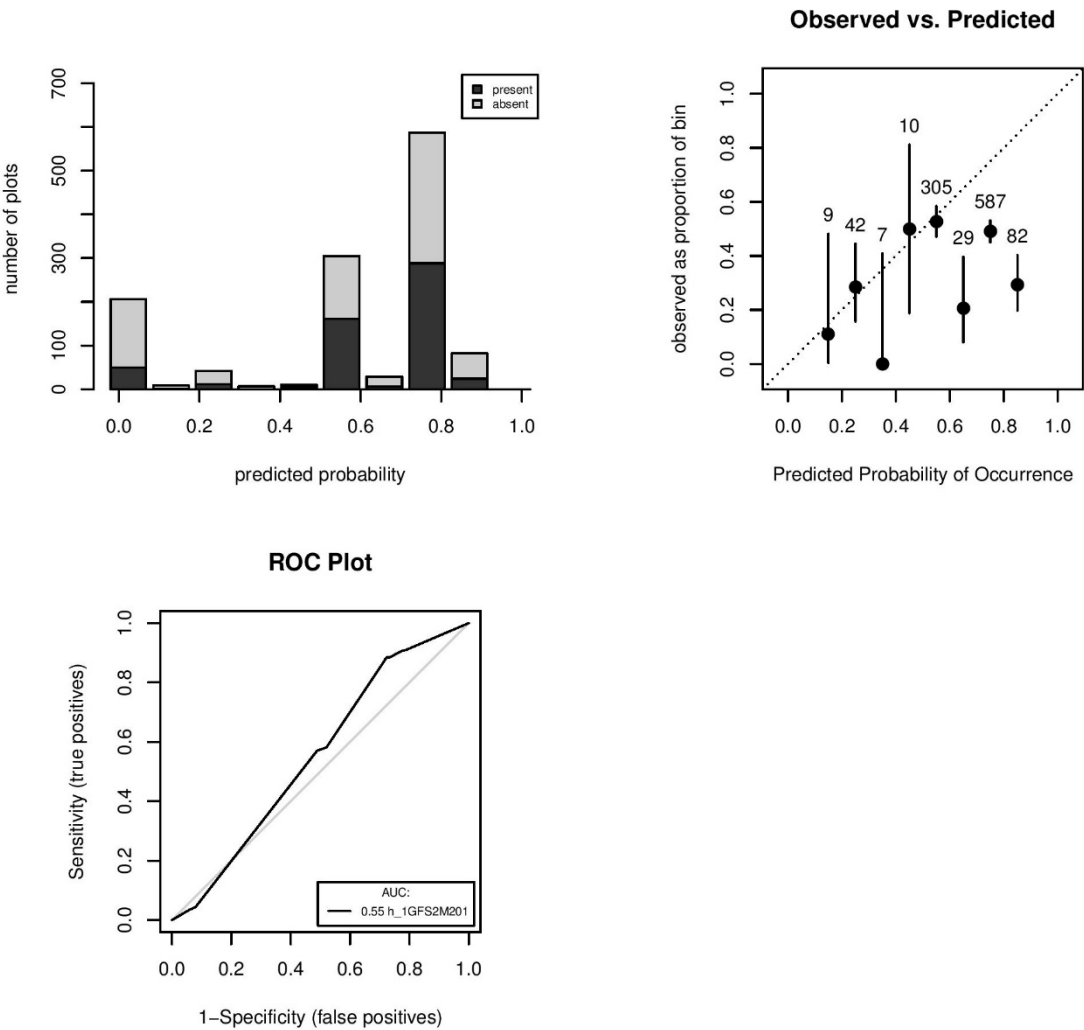 number of plots
700
500
300
100
0
present
absent
0.0 0.2 0.4 0.6 0.8 1.0
predicted probability
Observed vs. Predicted
observed as proportion of bin
1.0
0.8
0.6
0.4
0.2
0.0
9 42 7 10 305 29 587 82
0.0 0.2 0.4 0.6 0.8 1.0
Predicted Probability of Occurrence
ROC Plot
Sensitivity (true positives)
1.0
0.8
0.6
0.4
0.2
0.0
AUC:
0.55 h_1GFS2M201
0.0 0.2 0.4 0.6 0.8 1.0
1−Specificity (false positives)